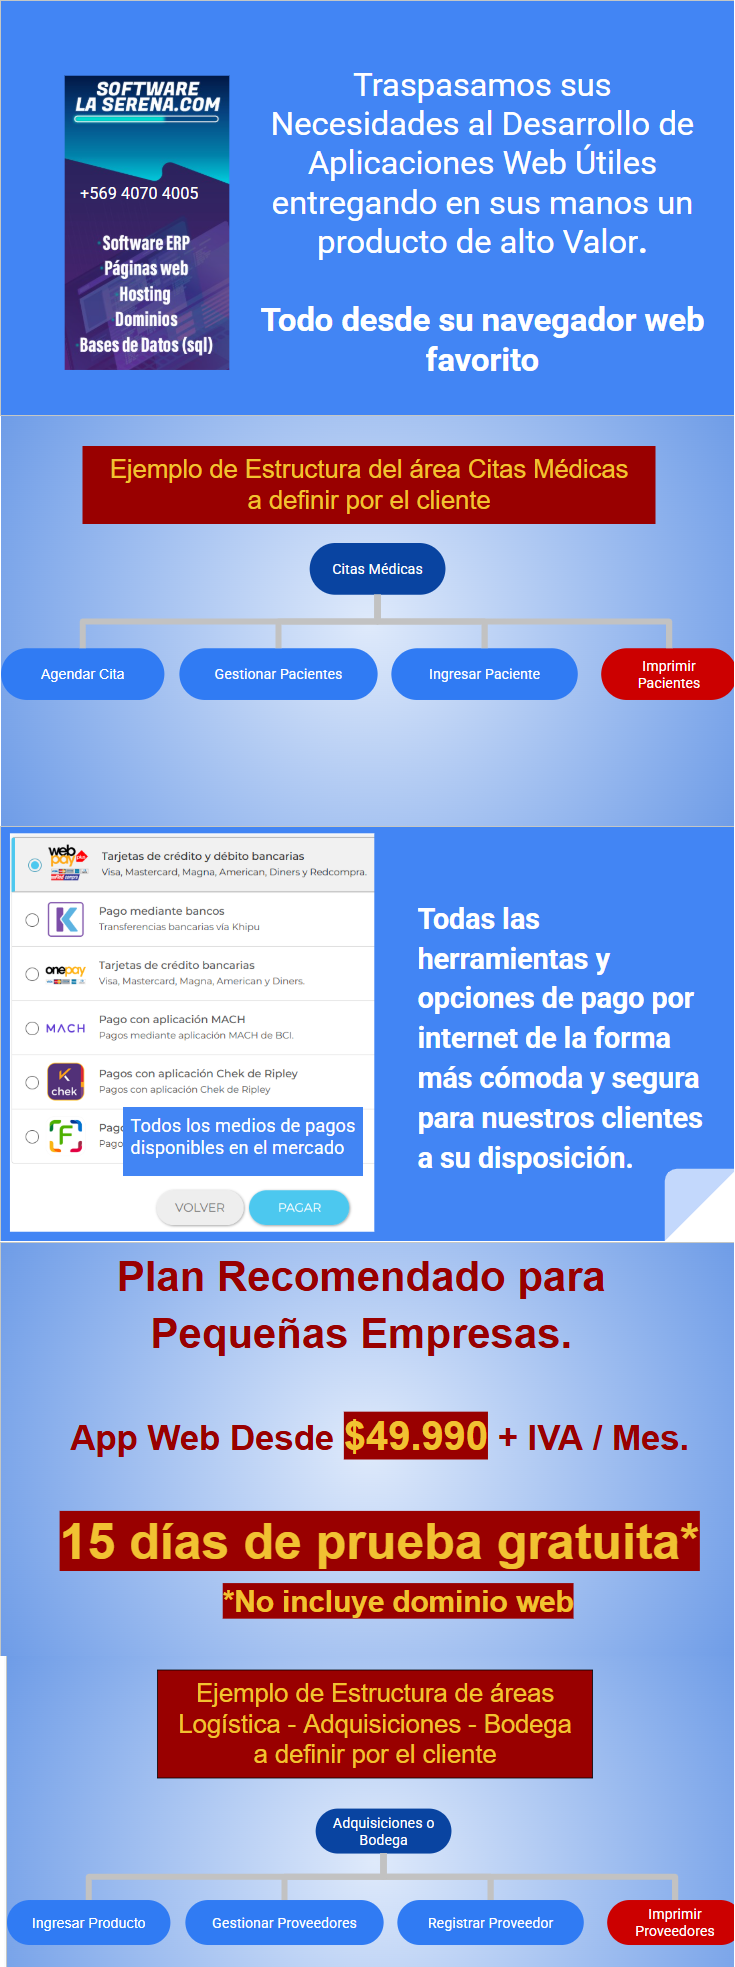 SOFTWARE
LA SERENA.COM
+569 4070 4005
·Software ERP
·Páginas web
Hosting
Dominios
·Bases de Datos (sql)
Traspasamos sus
Necesidades al Desarrollo de
Aplicaciones Web Útiles
entregando en sus manos un
producto de alto Valor.
Todo desde su navegador web
favorito
Ejemplo de Estructura del área Citas Médicas
a definir por el cliente
Citas Médicas
Agendar Cita
Gestionar Pacientes
Ingresar Paciente
Imprimir
Pacientes
web
pay plus
Tarjetas de crédito y débito bancarias
Visa, Mastercard, Magna, American, Diners y Redcompra.
Pago mediante bancos
Transferencias bancarias vía Khipu
onepay
Tarjetas de crédito bancarias
Visa, Mastercard, Magna, American y Diners.
MACH
Pago con aplicación MACH
Pagos mediante aplicación MACH de BCI.
chek
Pagos con aplicación Chek de Ripley
Pagos con aplicación Chek de Ripley
Todos los medios de pagos
disponibles en el mercado
VOLVER
PAGAR
Todas las
herramientas y
opciones de pago por
internet de la forma
más cómoda y segura
para nuestros clientes
a su disposición.
Plan Recomendado para
Pequeñas Empresas.
App Web Desde $49.990 + IVA / Mes.
15 días de prueba gratuita*
*No incluye dominio web
Ejemplo de Estructura de áreas
Logística - Adquisiciones - Bodega
a definir por el cliente
Adquisiciones o
Bodega
Ingresar Producto
Gestionar Proveedores
Registrar Proveedor
Imprimir
Proveedores